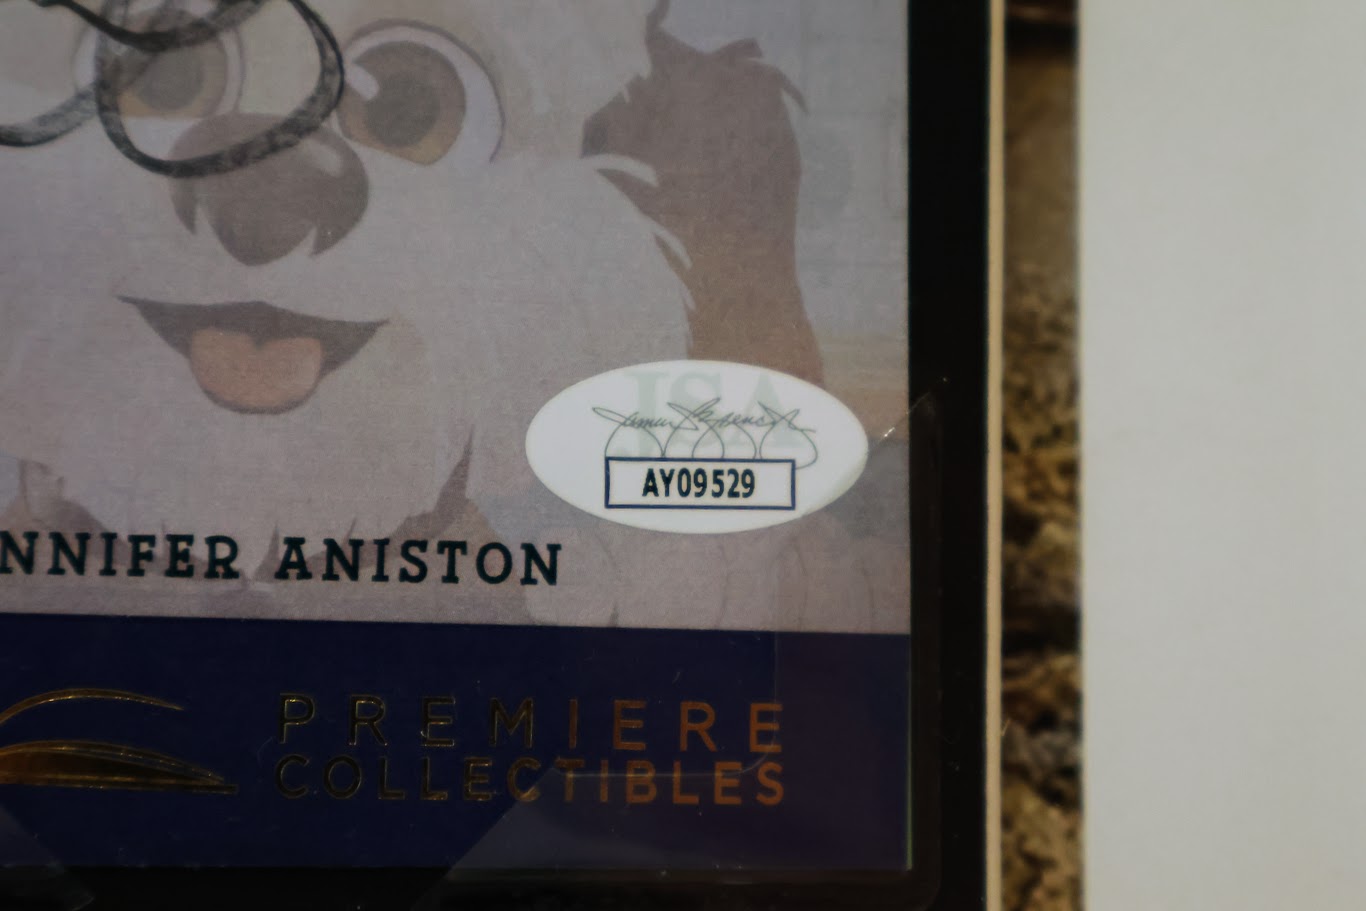 JSA
AY09529
NNIFER ANISTON
PREMIERE
COLLECTIBLES